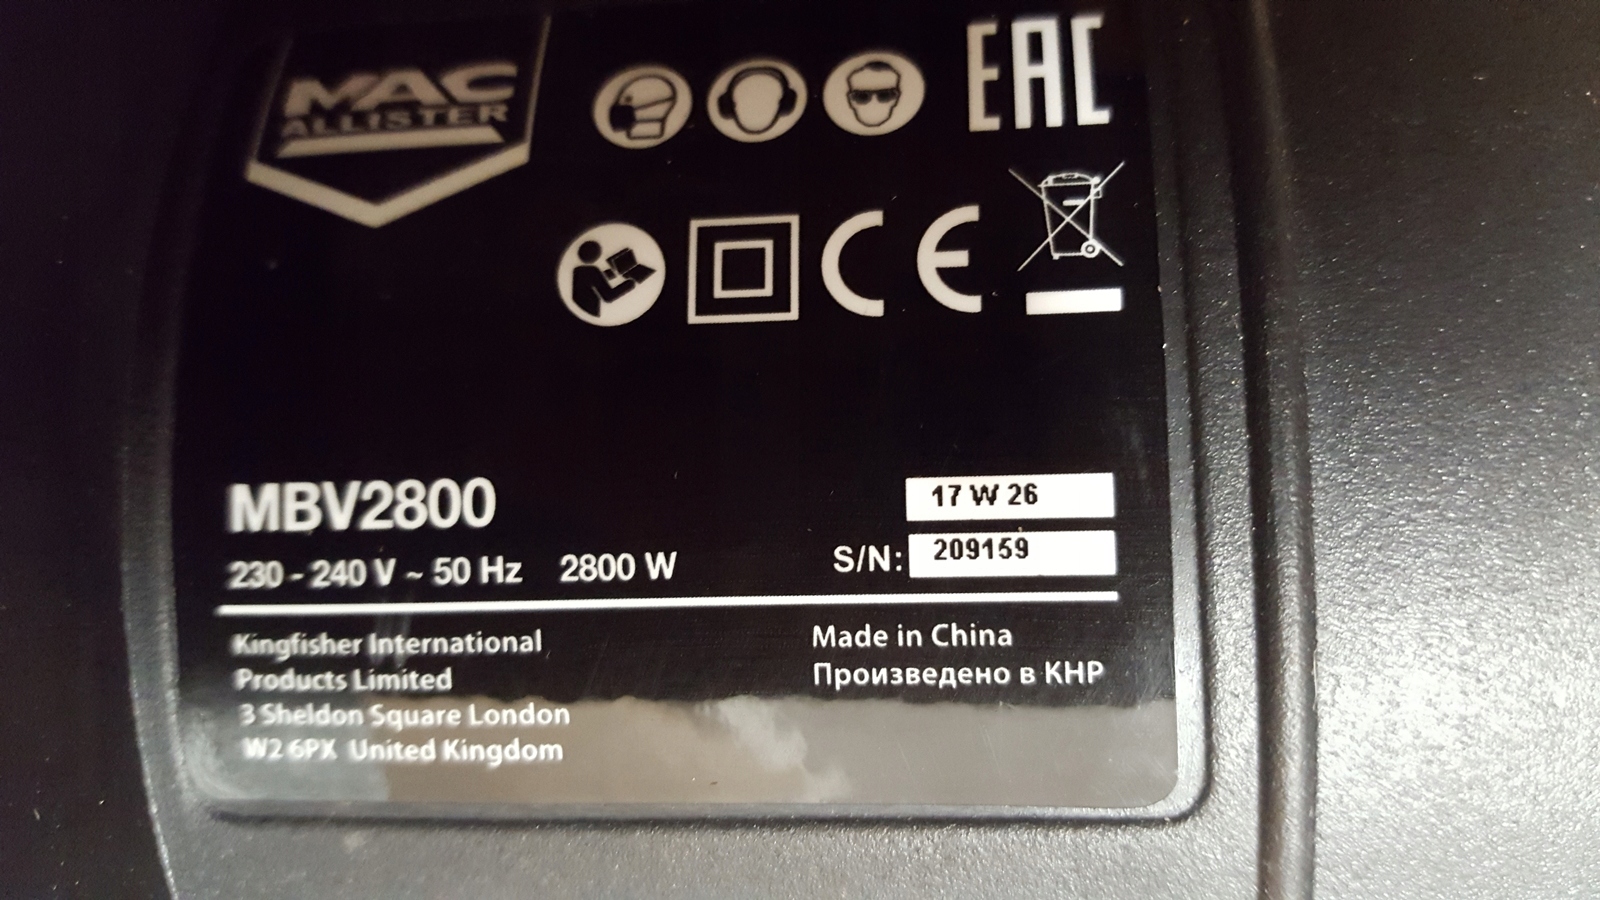 MAC
ALLISTER
EAC
CE
MBV2800
17 W 26
230 - 240 V ~ 50 Hz 2800 W
S/N: 209159
Kingfisher International
Products Limited
3 Sheldon Square London
W2 6PX United Kingdom
Made in China
Произведено в КНР